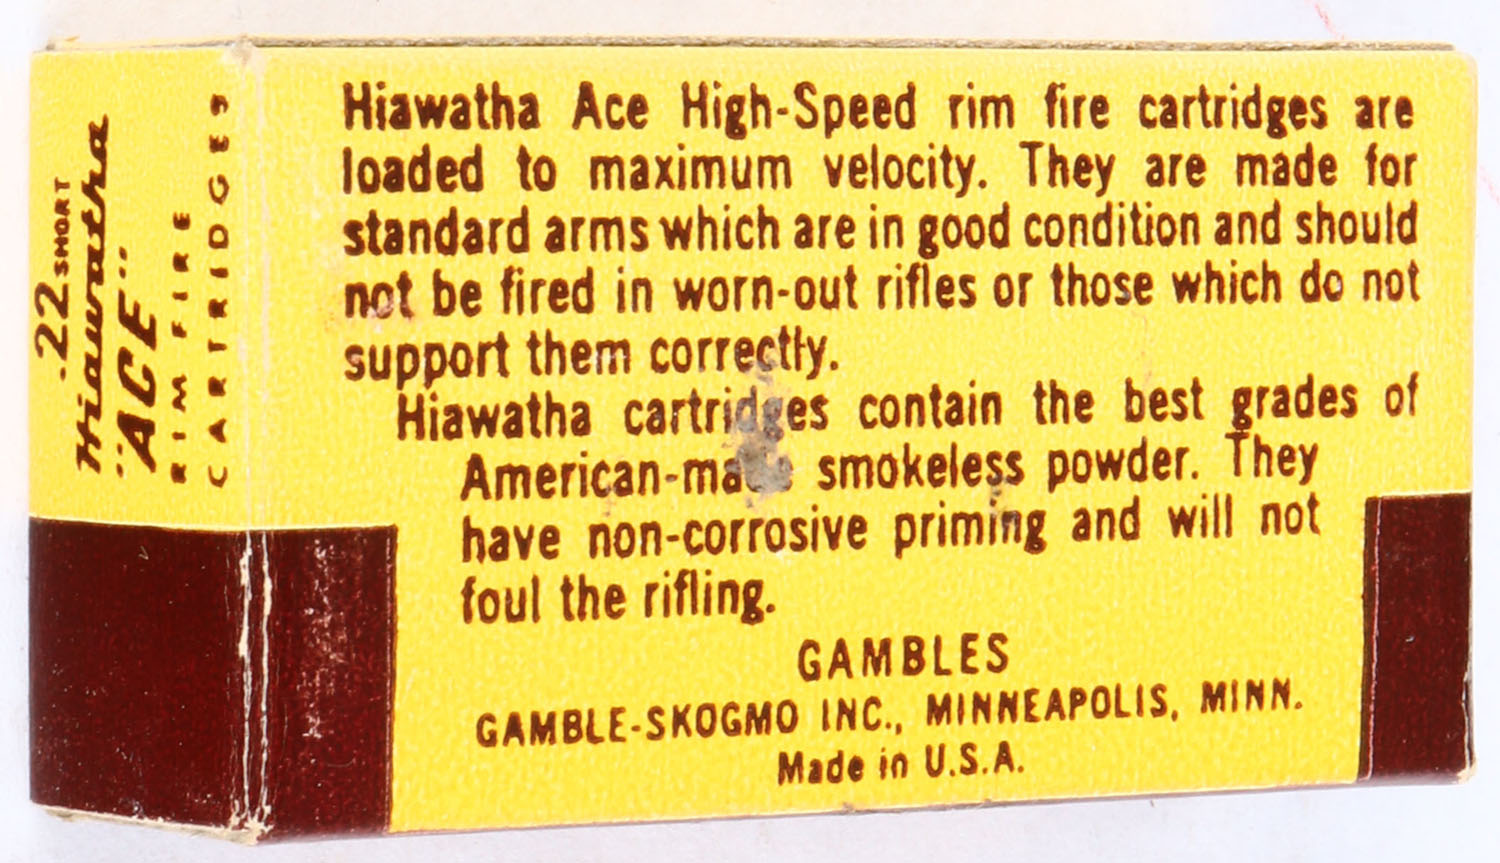 .22 SHORT
Hiawatha
"ACE"
RIM FIRE
CARTRIDGES
Hiawatha Ace High-Speed rim fire cartridges are
loaded to maximum velocity. They are made for
standard arms which are in good condition and should
not be fired in worn-out rifles or those which do not
support them correctly.
Hiawatha cartridges contain the best grades of
American-made smokeless powder. They
have non-corrosive priming and will not
foul the rifling.
GAMBLES
GAMBLE-SKOGMO INC., MINNEAPOLIS, MINN.
Made in U.S.A.